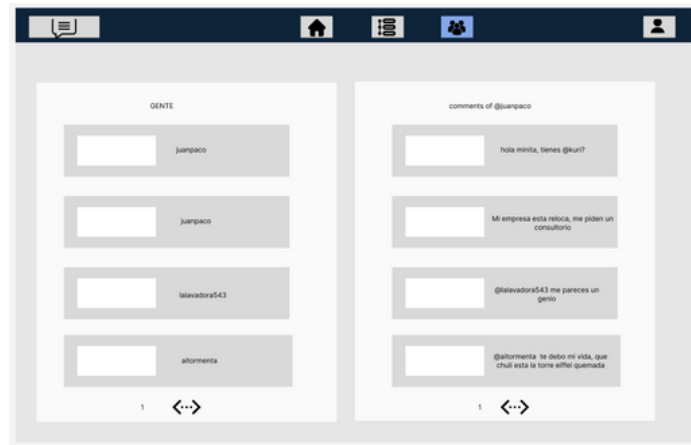 GENTE
juanpaco
juanpaco
lalavadora543
aitormenta
1
comments of @juanpaco
hola minita, tienes @kuri?
Mi empresa esta reloca, me piden un
consultorio
@lalavadora543 me pareces un
genio
@aitormenta te debo mi vida, que
chuli esta la torre eiffel quemada
1